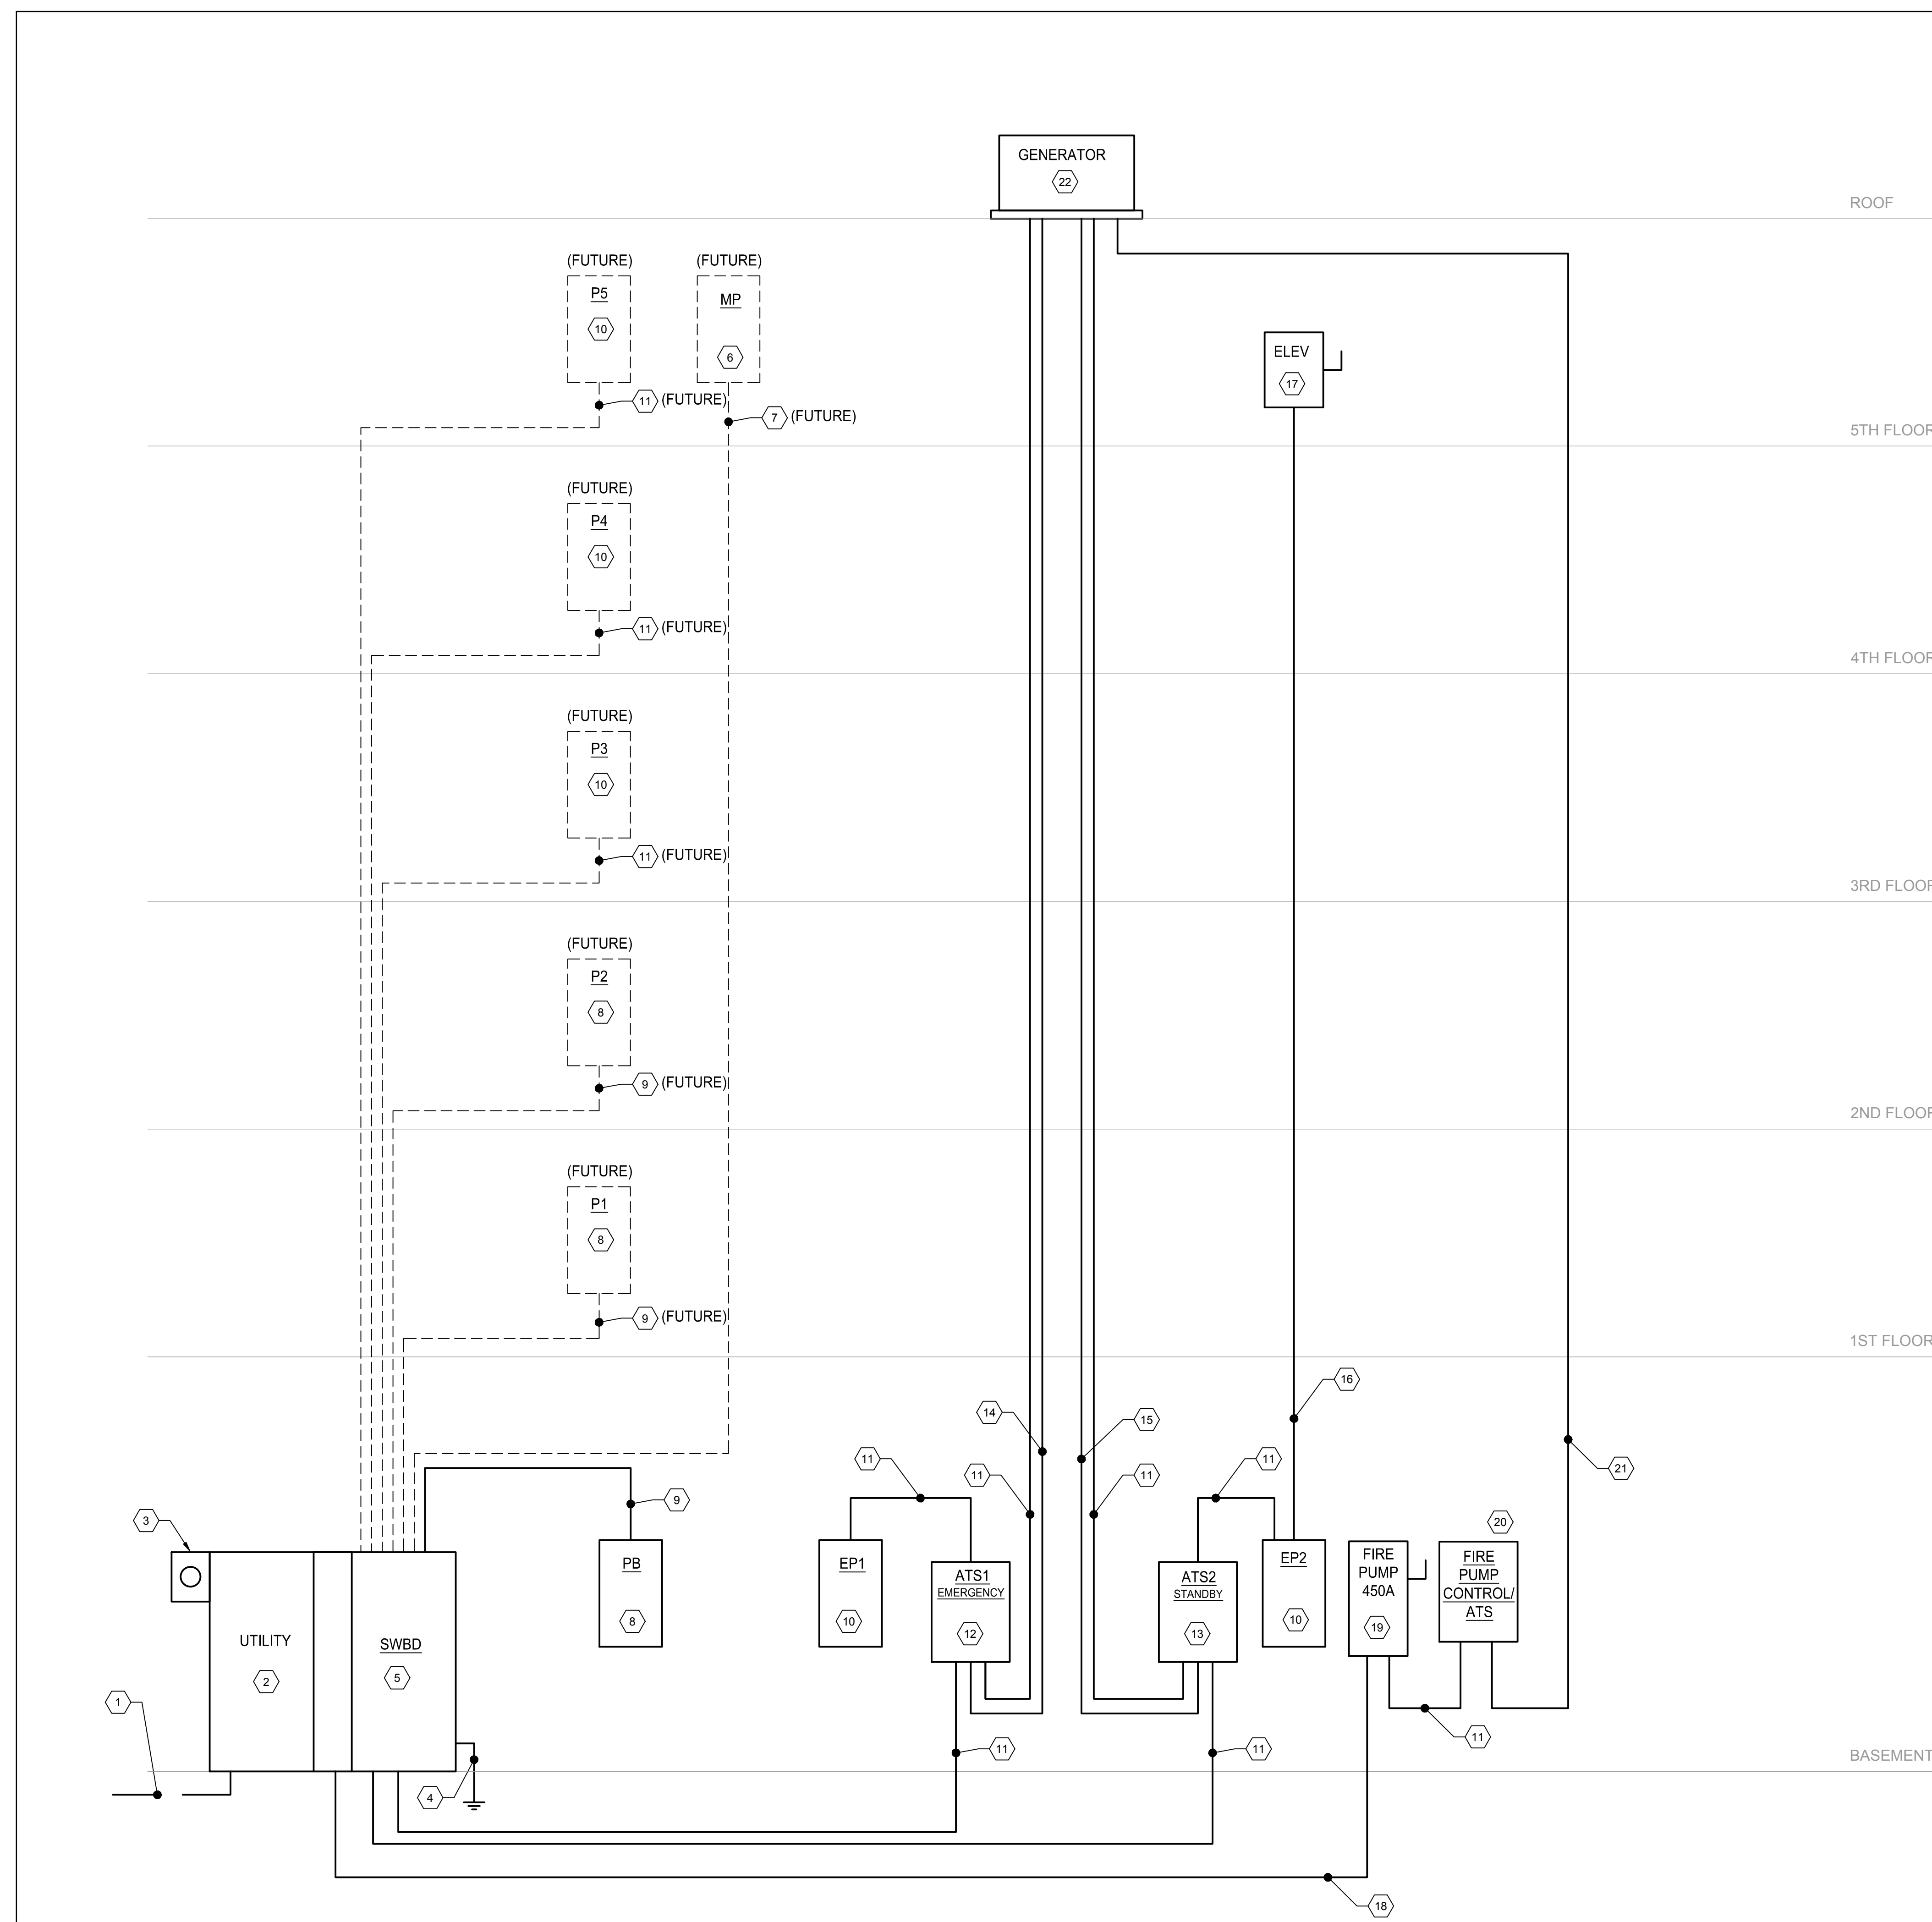 GENERATOR
22
ROOF
(FUTURE)
P5
10
(FUTURE)
MP
6
ELEV
17
11 (FUTURE)
7 (FUTURE)
5TH FLOOR
(FUTURE)
P4
10
11 (FUTURE)
4TH FLOOR
(FUTURE)
P3
10
11 (FUTURE)
3RD FLOOR
(FUTURE)
P2
8
9 (FUTURE)
2ND FLOOR
(FUTURE)
P1
8
9 (FUTURE)
1ST FLOOR
16
14
15
11
11
11
11
21
9
3
20
UTILITY
2
SWBD
5
PB
8
EP1
10
ATS1
EMERGENCY
12
ATS2
STANDBY
13
EP2
10
FIRE
PUMP
450A
19
FIRE
PUMP
CONTROL/
ATS
1
11
11
11
BASEMENT
4
18